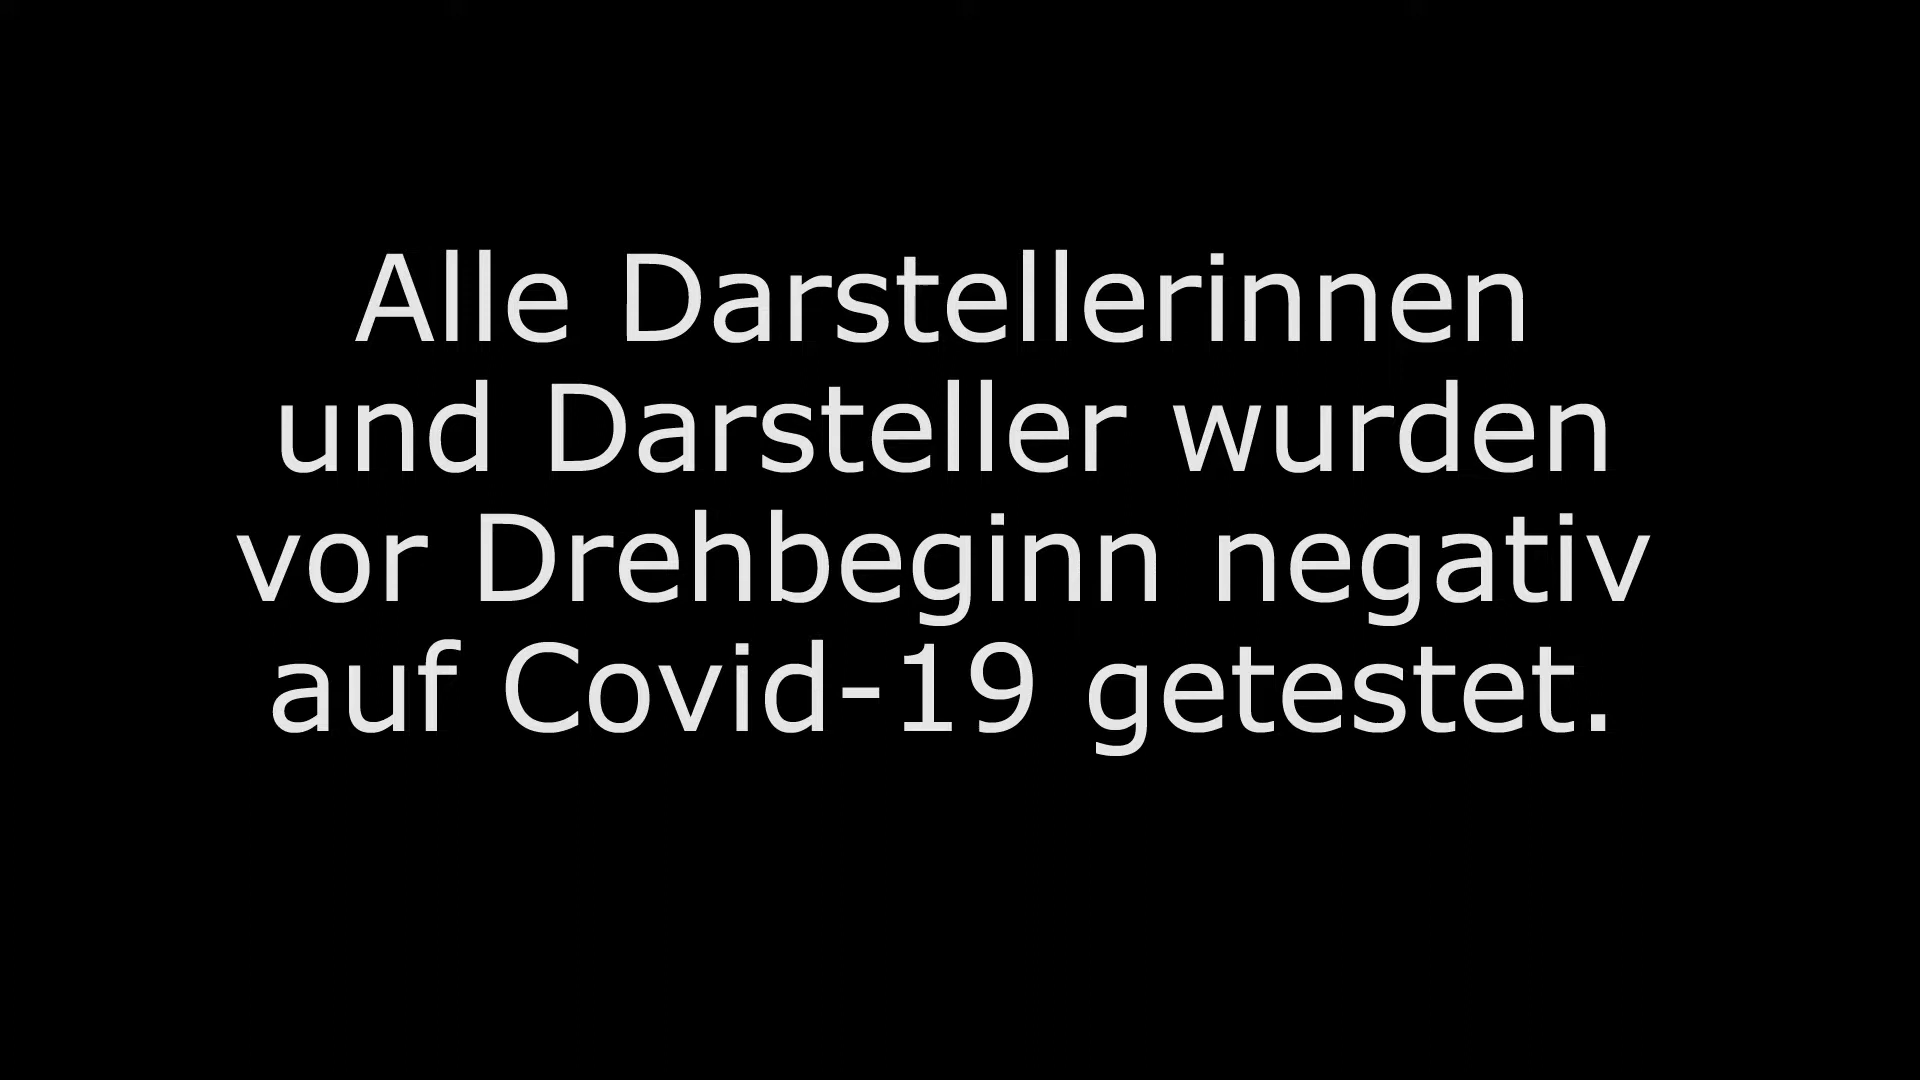 Alle Darstellerinnen
und Darsteller wurden
vor Drehbeginn negativ
auf Covid-19 getestet.